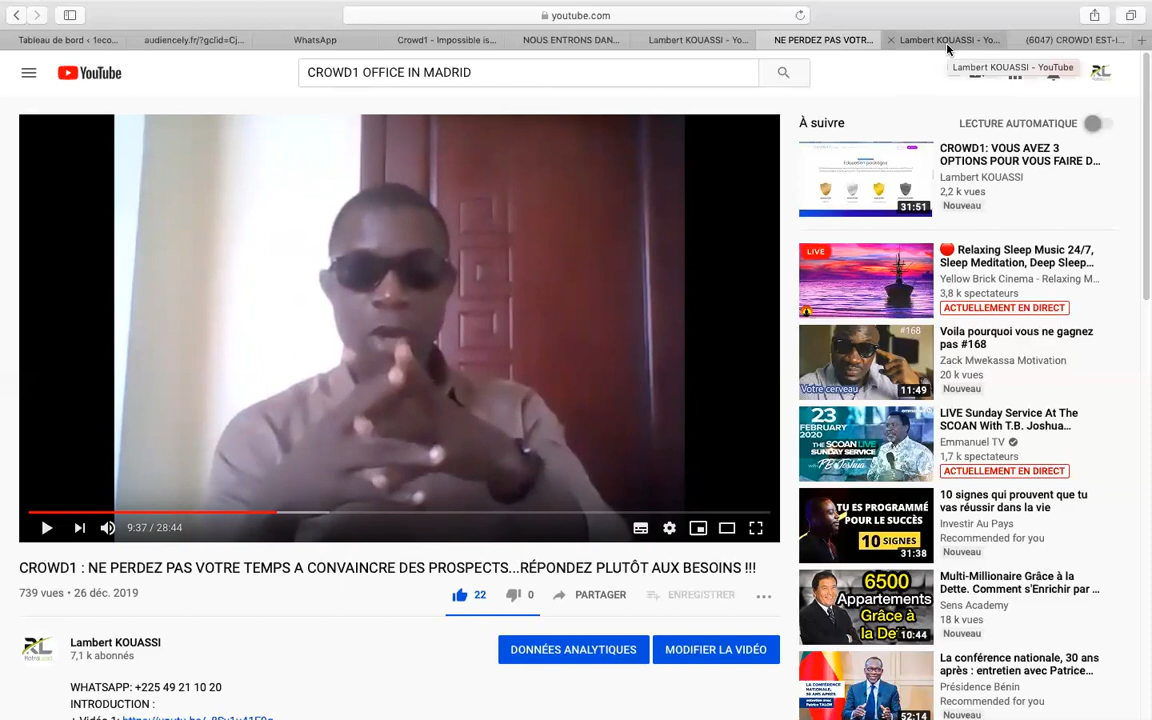 youtube.com
Tableau de bord ‹ 1eco...
audiencely.fr/?gclid=Cj...
WhatsApp
Crowd1 - Impossible is...
NOUS ENTRONS DAN...
Lambert KOUASSI - Yo...
NE PERDEZ PAS VOTR...
Lambert KOUASSI - Yo...
(6047) CROWD1 EST-I...
Lambert KOUASSI - YouTube
YouTube
CROWD1 OFFICE IN MADRID
RL
À suivre
LECTURE AUTOMATIQUE
CROWD1: VOUS AVEZ 3
OPTIONS POUR VOUS FAIRE D...
Lambert KOUASSI
2,2 k vues
Nouveau
31:51
LIVE
Relaxing Sleep Music 24/7,
Sleep Meditation, Deep Sleep...
Yellow Brick Cinema - Relaxing M...
3,8 k spectateurs
ACTUELLEMENT EN DIRECT
#168
Votre cerveau
11:49
Voila pourquoi vous ne gagnez
pas #168
Zack Mwekassa Motivation
20 k vues
Nouveau
23
FEBRUARY
2020
THE SCOAN LIVE
SUNDAY SERVICE
LIVE Sunday Service At The
SCOAN With T.B. Joshua...
Emmanuel TV
1,7 k spectateurs
ACTUELLEMENT EN DIRECT
TU ES PROGRAMMÉ
POUR LE SUCCÈS
10 SIGNES
31:38
10 signes qui prouvent que tu
vas réussir dans la vie
Investir Au Pays
Recommended for you
Nouveau
6500
Appartements
Grâce à
la De
10:44
Multi-Millionaire Grâce à la
Dette. Comment s'Enrichir par ...
Sens Academy
18 k vues
Nouveau
52:14
La conférence nationale, 30 ans
après : entretien avec Patrice...
Présidence Bénin
Recommended for you
Nouveau
9:37 / 28:44
CROWD1 : NE PERDEZ PAS VOTRE TEMPS A CONVAINCRE DES PROSPECTS...RÉPONDEZ PLUTÔT AUX BESOINS !!!
739 vues • 26 déc. 2019
22
0
PARTAGER
ENREGISTRER
RL
Lambert KOUASSI
7,1 k abonnés
DONNÉES ANALYTIQUES
MODIFIER LA VIDÉO
WHATSAPP: +225 49 21 10 20
INTRODUCTION :